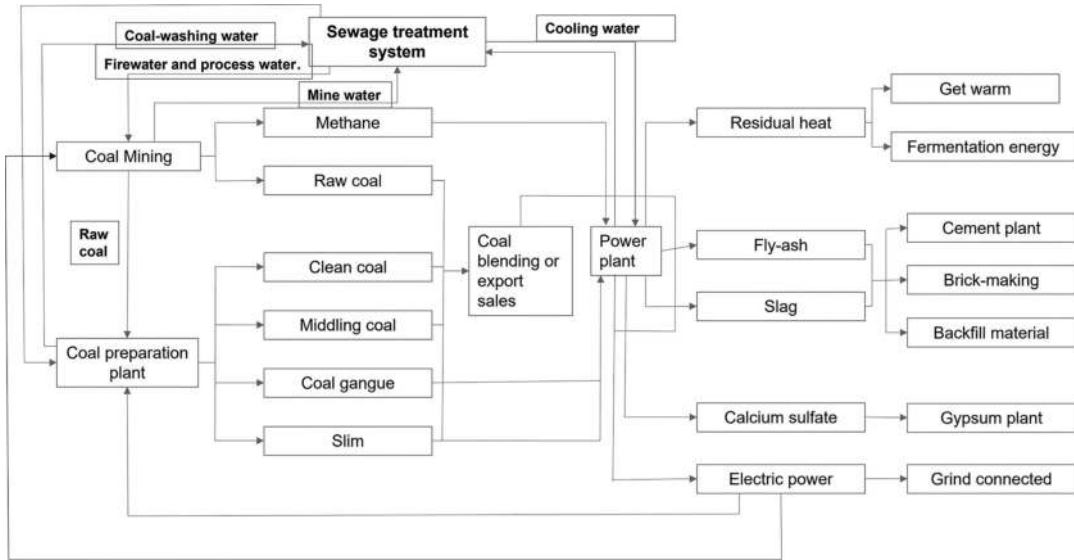 Coal-washing water
Sewage treatment
system
Cooling water
Firewater and process water.
Mine water
Get warm
Methane
Residual heat
Coal Mining
Fermentation energy
Raw coal
Raw
coal
Coal
blending or
export
sales
Power
plant
Fly-ash
Cement plant
Clean coal
Brick-making
Slag
Middling coal
Backfill material
Coal preparation
plant
Coal gangue
Calcium sulfate
Gypsum plant
Slim
Electric power
Grind connected